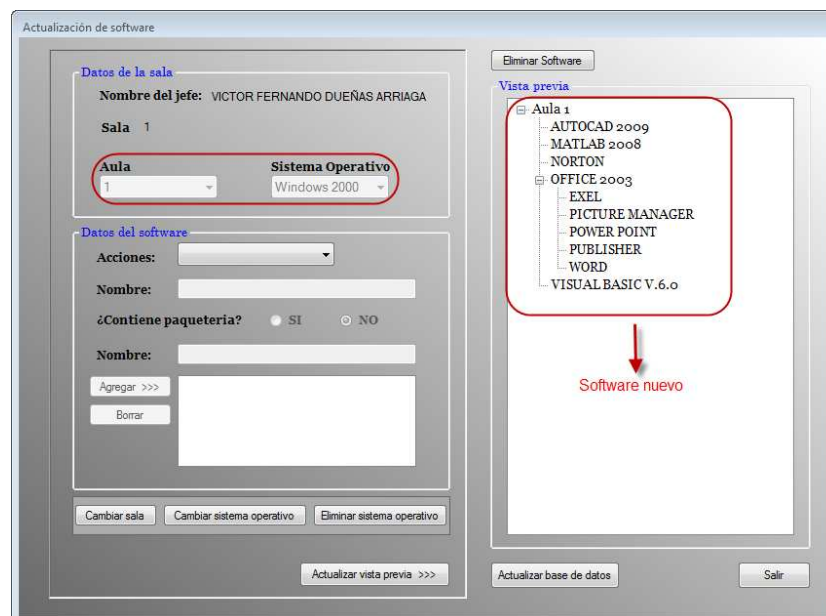 Actualización de software
Datos de la sala
Nombre del jefe: VICTOR FERNANDO DUEÑAS ARRIAGA
Sala 1
Aula Sistema Operativo
1 Windows 2000
Datos del software
Acciones:
Nombre:
¿Contiene paquetería? SI NO
Nombre:
Agregar >>>
Borrar
Cambiar sala Cambiar sistema operativo Eliminar sistema operativo
Actualizar vista previa >>>
Eliminar Software
Vista previa
Aula 1
AUTOCAD 2009
MATLAB 2008
NORTON
OFFICE 2003
EXEL
PICTURE MANAGER
POWER POINT
PUBLISHER
WORD
VISUAL BASIC V.6.0
Software nuevo
Actualizar base de datos Salir